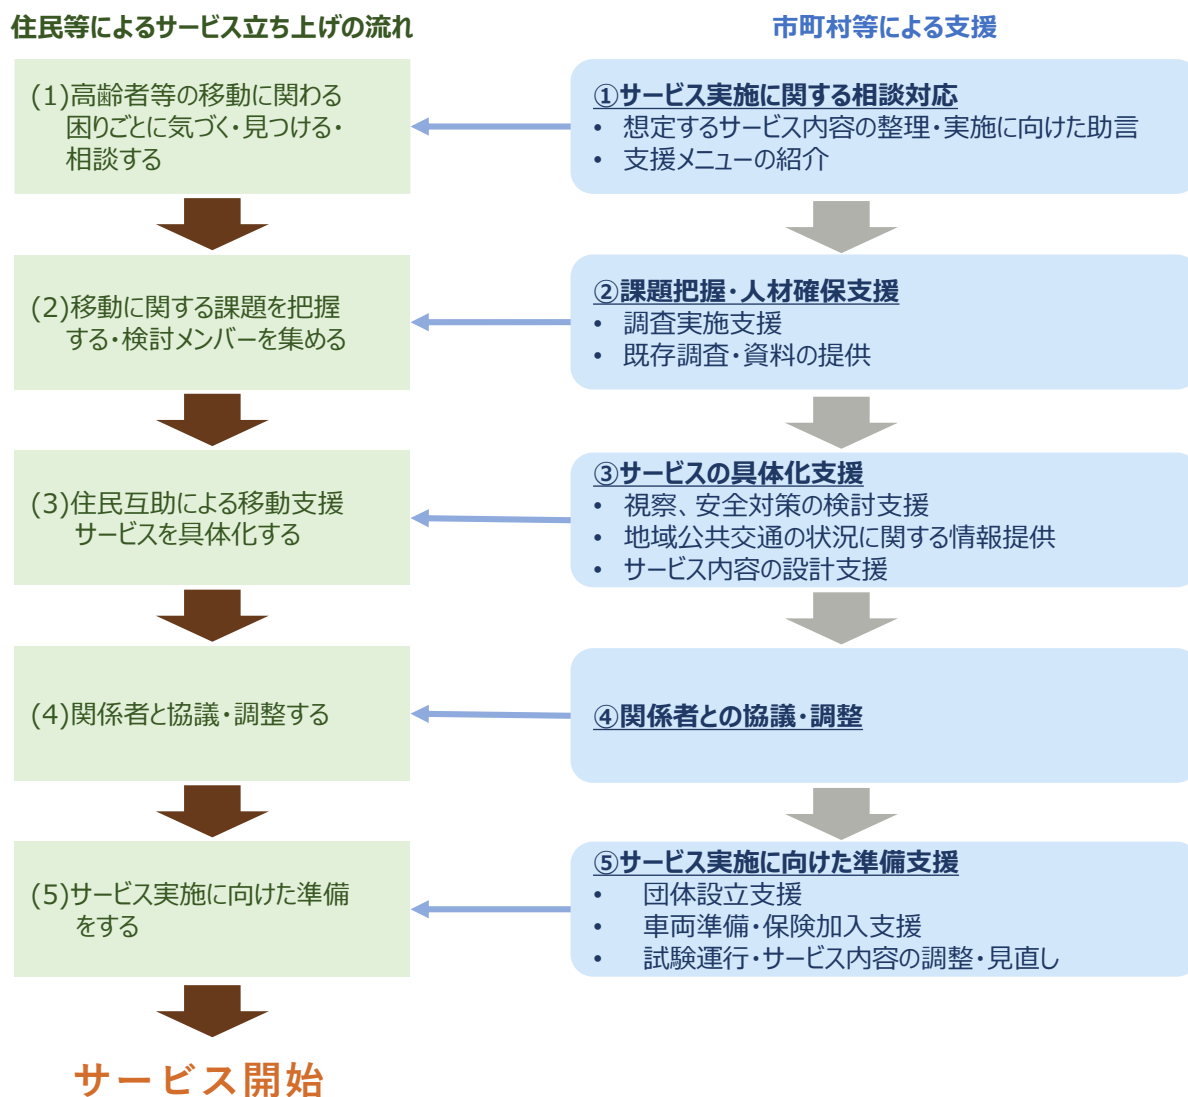 住民等によるサービス立ち上げの流れ
市町村等による支援
(1)高齢者等の移動に関わる
困りごとに気づく・見つける・
相談する
①サービス実施に関する相談対応
• 想定するサービス内容の整理・実施に向けた助言
• 支援メニューの紹介
(2)移動に関する課題を把握
する・検討メンバーを集める
②課題把握・人材確保支援
• 調査実施支援
• 既存調査・資料の提供
(3)住民互助による移動支援
サービスを具体化する
③サービスの具体化支援
• 視察、安全対策の検討支援
• 地域公共交通の状況に関する情報提供
• サービス内容の設計支援
(4)関係者と協議・調整する
④関係者との協議・調整
(5)サービス実施に向けた準備
をする
⑤サービス実施に向けた準備支援
• 団体設立支援
• 車両準備・保険加入支援
• 試験運行・サービス内容の調整・見直し
サービス開始